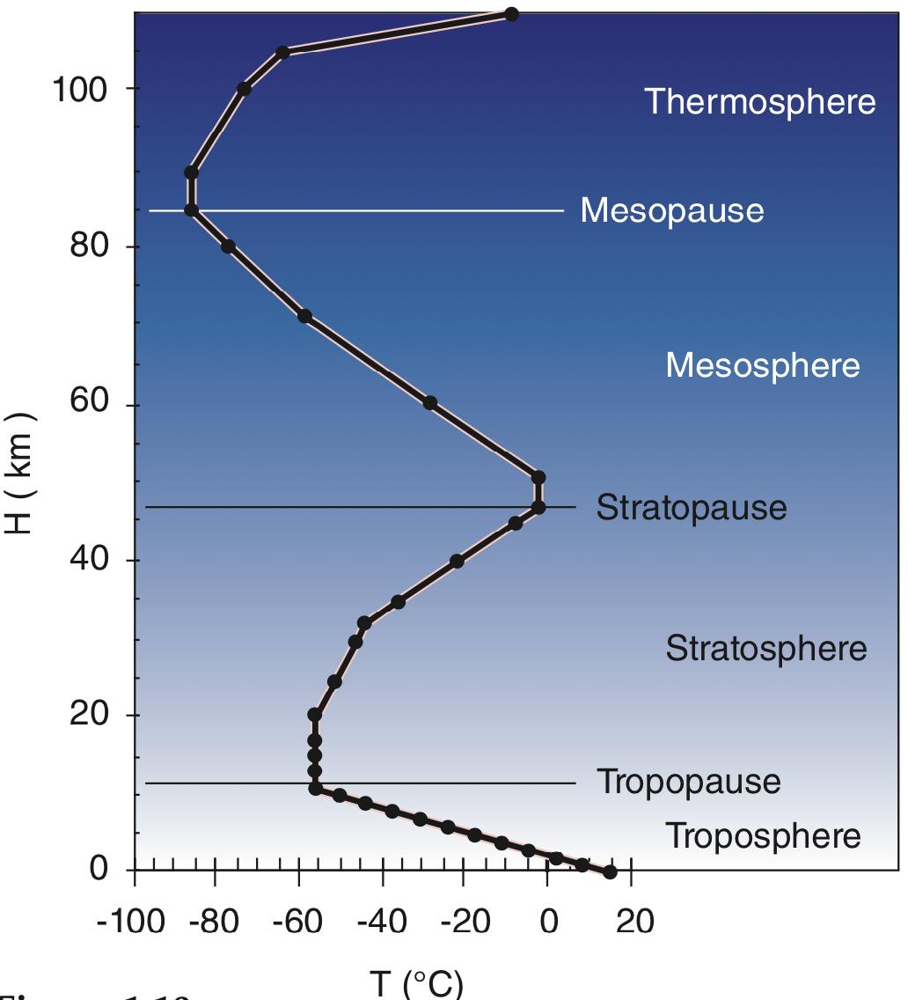 100
Thermosphere
Mesopause
80
Mesosphere
60
H ( km )
Stratopause
40
Stratosphere
20
Tropopause
Troposphere
0
-100 -80 -60 -40 -20 0 20
T (°C)